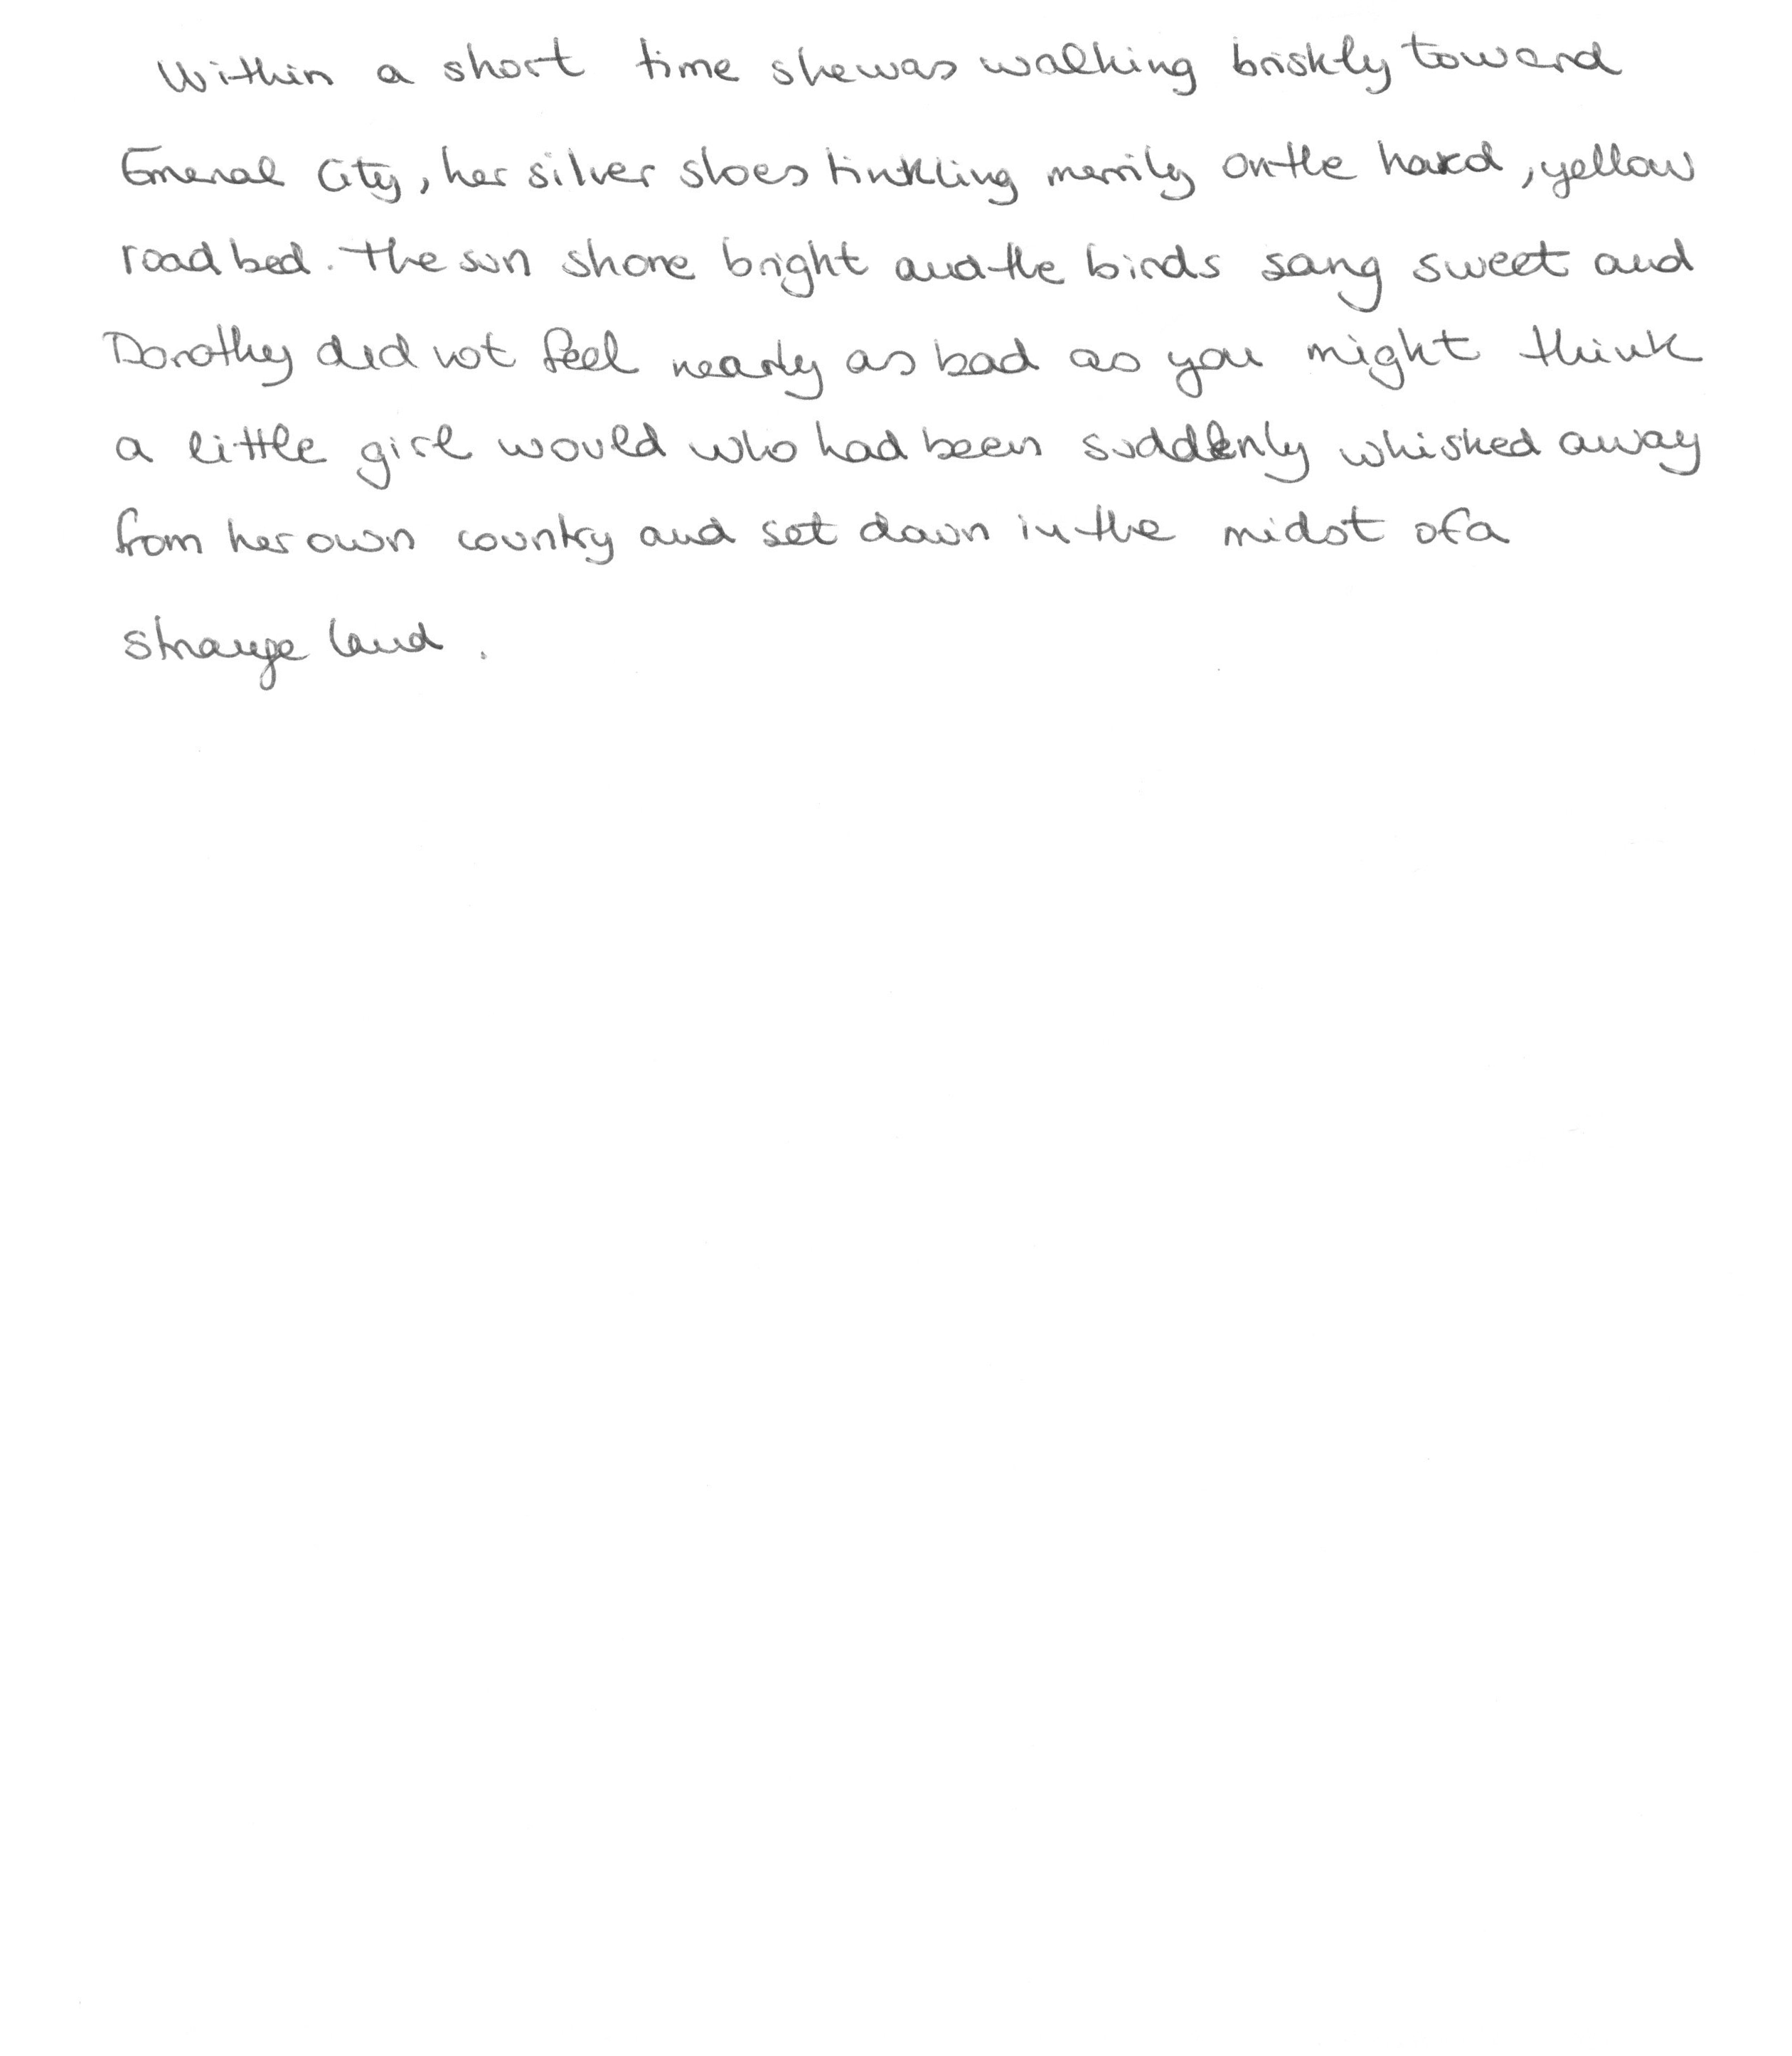 Within a short time she was walking briskly toward
Emeral City, her silver shoes tinkling merrily on the hard, yellow
road bed. The sun shone bright and the birds sang sweet and
Dorothy did not feel nearly as bad as you might think
a little girl would who had been suddenly whisked away
from her own country and set down in the midst of a
strange land.